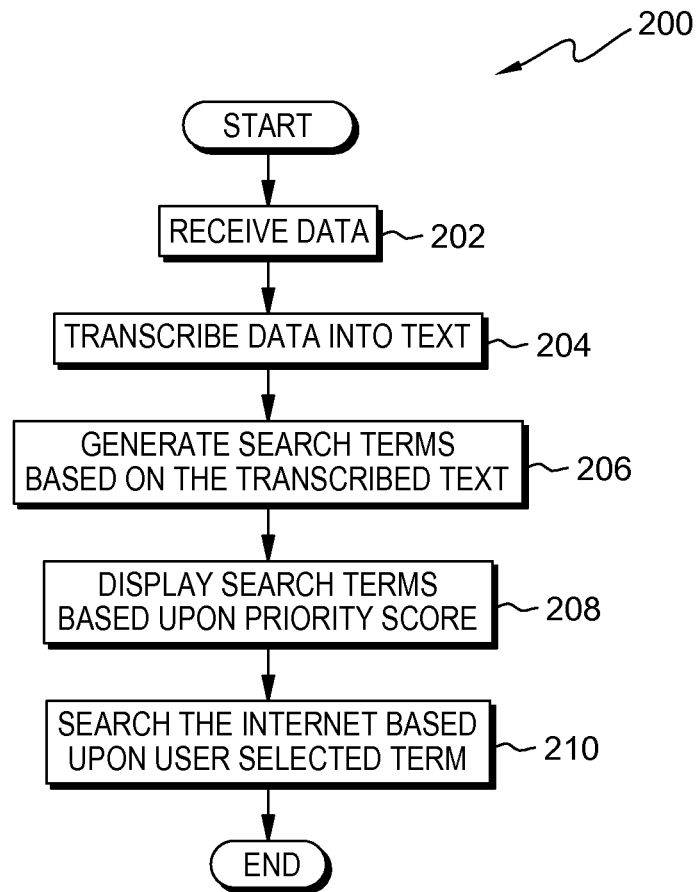 200
START
RECEIVE DATA
202
TRANSCRIBE DATA INTO TEXT
204
GENERATE SEARCH TERMS
BASED ON THE TRANSCRIBED TEXT
206
DISPLAY SEARCH TERMS
BASED UPON PRIORITY SCORE
208
SEARCH THE INTERNET BASED
UPON USER SELECTED TERM
210
END